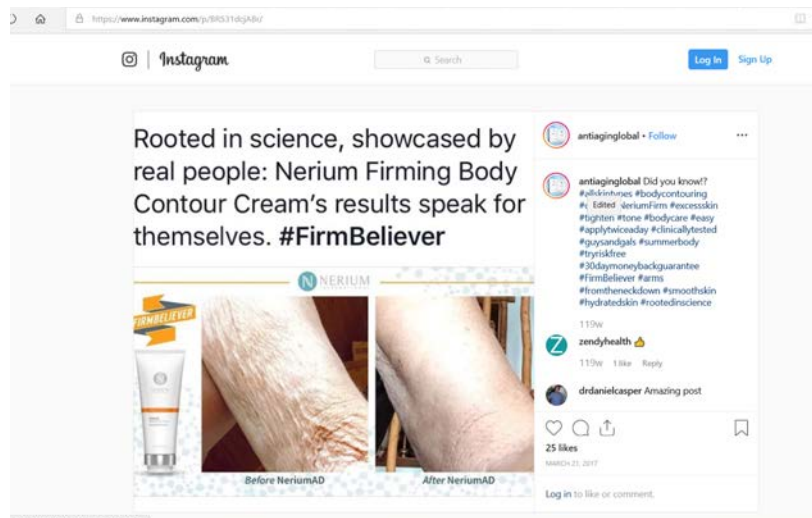 https://www.instagram.com/p/BRS31dcjA8r/
Instagram
Search
Log In
Sign Up
Rooted in science, showcased by
real people: Nerium Firming Body
Contour Cream's results speak for
themselves. #FirmBeliever
NERIUM
FIRMBELIEVER
Before NeriumAD
After NeriumAD
antiaginglobal • Follow
antiaginglobal Did you know!?
#allskintypes #bodycontouring
Edited NeriumFirm #excessskin
#tighten #tone #bodycare #easy
#applytwiceaday #clinicallytested
#guysandgals #summerbody
#tryriskfree
#30daymoneybackguarantee
#FirmBeliever #arms
#fromtheneckdown #smoothskin
#hydratedskin #rootedinscience
119w
zendyhealth 👍
119w 1 like Reply
drdanielcasper Amazing post
25 likes
MARCH 21, 2017
Log in to like or comment.